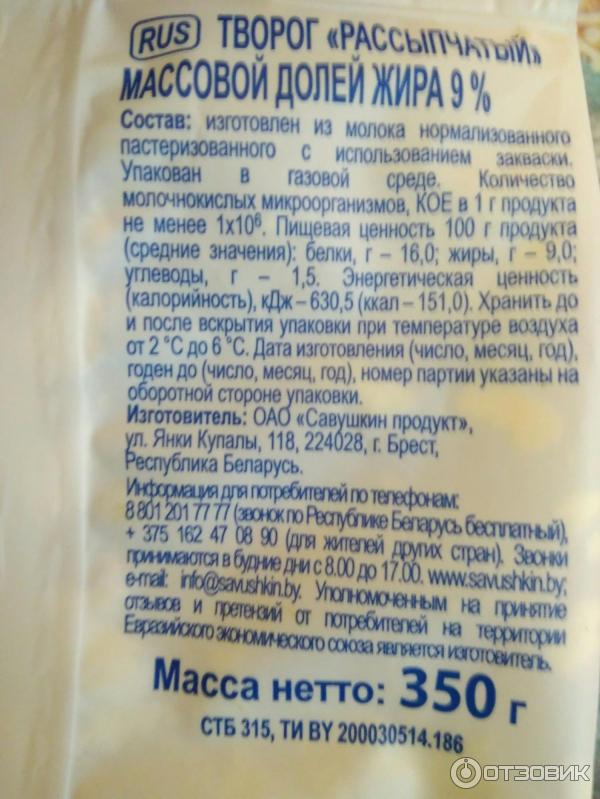 RUS ТВОРОГ «РАССЫПЧАТЫЙ»
МАССОВОЙ ДОЛЕЙ ЖИРА 9 %
Состав: изготовлен из молока нормализованного
пастеризованного с использованием закваски.
Упакован в газовой среде. Количество
молочнокислых микроорганизмов, КОЕ в 1 г продукта
не менее 1х10⁶. Пищевая ценность 100 г продукта
(средние значения): белки, г – 16,0; жиры, г – 9,0;
углеводы, г – 1,5. Энергетическая ценность
(калорийность), кДж – 630,5 (ккал – 151,0). Хранить до
и после вскрытия упаковки при температуре воздуха
от 2 °С до 6 °С. Дата изготовления (число, месяц, год),
годен до (число, месяц, год), номер партии указаны на
оборотной стороне упаковки.
Изготовитель: ОАО «Савушкин продукт»,
ул. Янки Купалы, 118, 224028, г. Брест,
Республика Беларусь.
Информация для потребителей по телефонам:
8 801 201 77 77 (звонок по Республике Беларусь бесплатный),
+ 375 162 47 08 90 (для жителей других стран). Звонки
принимаются в будние дни с 8.00 до 17.00. www.savushkin.by;
e-mail: info@savushkin.by. Уполномоченным на принятие
отзывов и претензий от потребителей на территории
Евразийского экономического союза является изготовитель.
Масса нетто: 350 г
СТБ 315, ТИ BY 200030514.186
ОТЗОВИК